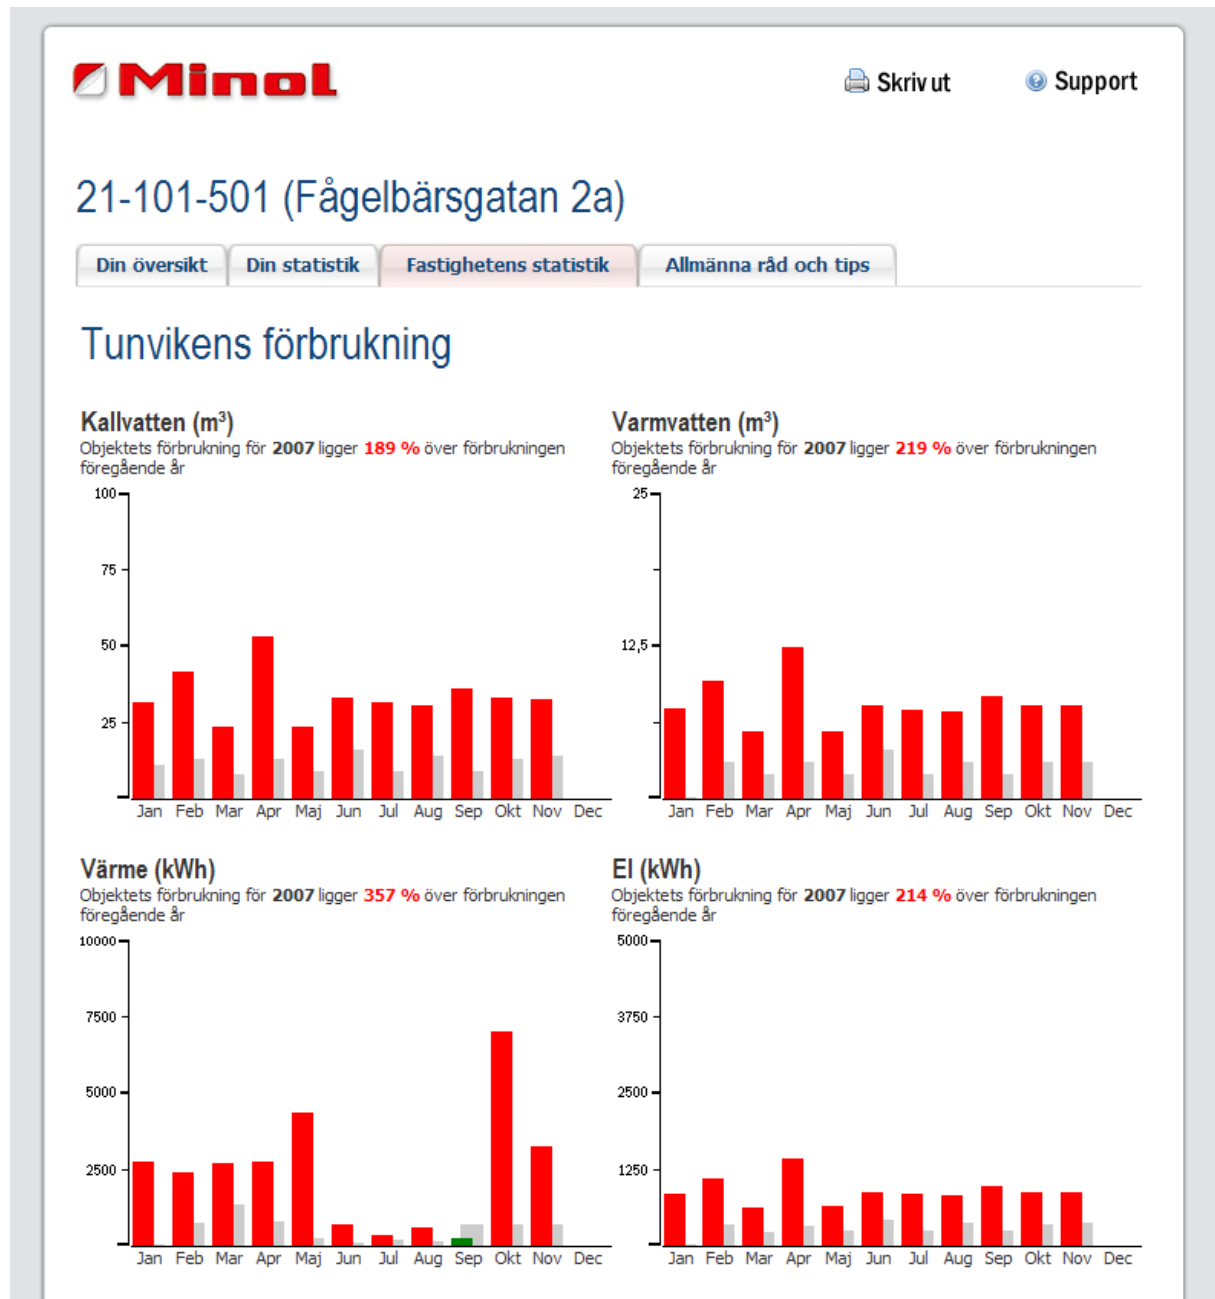 Minol
Skriv ut
Support
21-101-501 (Fågelbärsgatan 2a)
Din översikt
Din statistik
Fastighetens statistik
Allmänna råd och tips
Tunvikens förbrukning
Kallvatten (m³)
Objektets förbrukning för 2007 ligger 189 % över förbrukningen
föregående år
100
75
50
25
Jan Feb Mar Apr Maj Jun Jul Aug Sep Okt Nov Dec
Varmvatten (m³)
Objektets förbrukning för 2007 ligger 219 % över förbrukningen
föregående år
25
12,5
Jan Feb Mar Apr Maj Jun Jul Aug Sep Okt Nov Dec
Värme (kWh)
Objektets förbrukning för 2007 ligger 357 % över förbrukningen
föregående år
10000
7500
5000
2500
Jan Feb Mar Apr Maj Jun Jul Aug Sep Okt Nov Dec
El (kWh)
Objektets förbrukning för 2007 ligger 214 % över förbrukningen
föregående år
5000
3750
2500
1250
Jan Feb Mar Apr Maj Jun Jul Aug Sep Okt Nov Dec